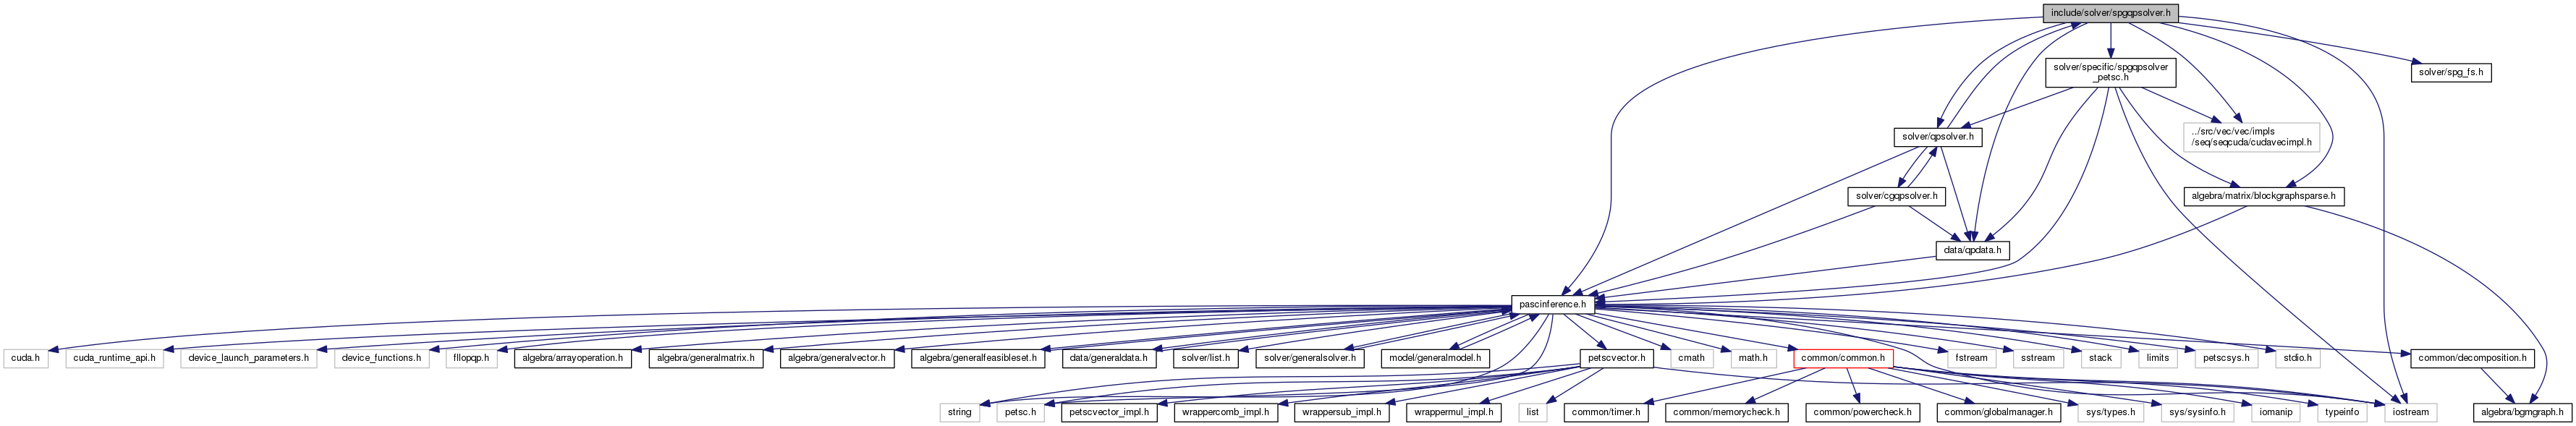 include/solver/spgqpsolver.h
solver/specific/spgqpsolver
_petsc.h
solver/spg_fs.h
solver/qpsolver.h
../src/vec/vec/impls
/seq/seqcuda/cudavecimpl.h
solver/cgqpsolver.h
algebra/matrix/blockgraphsparse.h
data/qpdata.h
pascinference.h
cuda.h
cuda_runtime_api.h
device_launch_parameters.h
device_functions.h
fllopqp.h
algebra/arrayoperation.h
algebra/generalmatrix.h
algebra/generalvector.h
algebra/generalfeasibleset.h
data/generaldata.h
solver/list.h
solver/generalsolver.h
model/generalmodel.h
petscvector.h
cmath
math.h
common/common.h
fstream
sstream
stack
limits
petscsys.h
stdio.h
common/decomposition.h
string
petsc.h
petscvector_impl.h
wrappercomb_impl.h
wrappersub_impl.h
wrappermul_impl.h
list
common/timer.h
common/memorycheck.h
common/powercheck.h
common/globalmanager.h
sys/types.h
sys/sysinfo.h
iomanip
typeinfo
iostream
algebra/bgmgraph.h